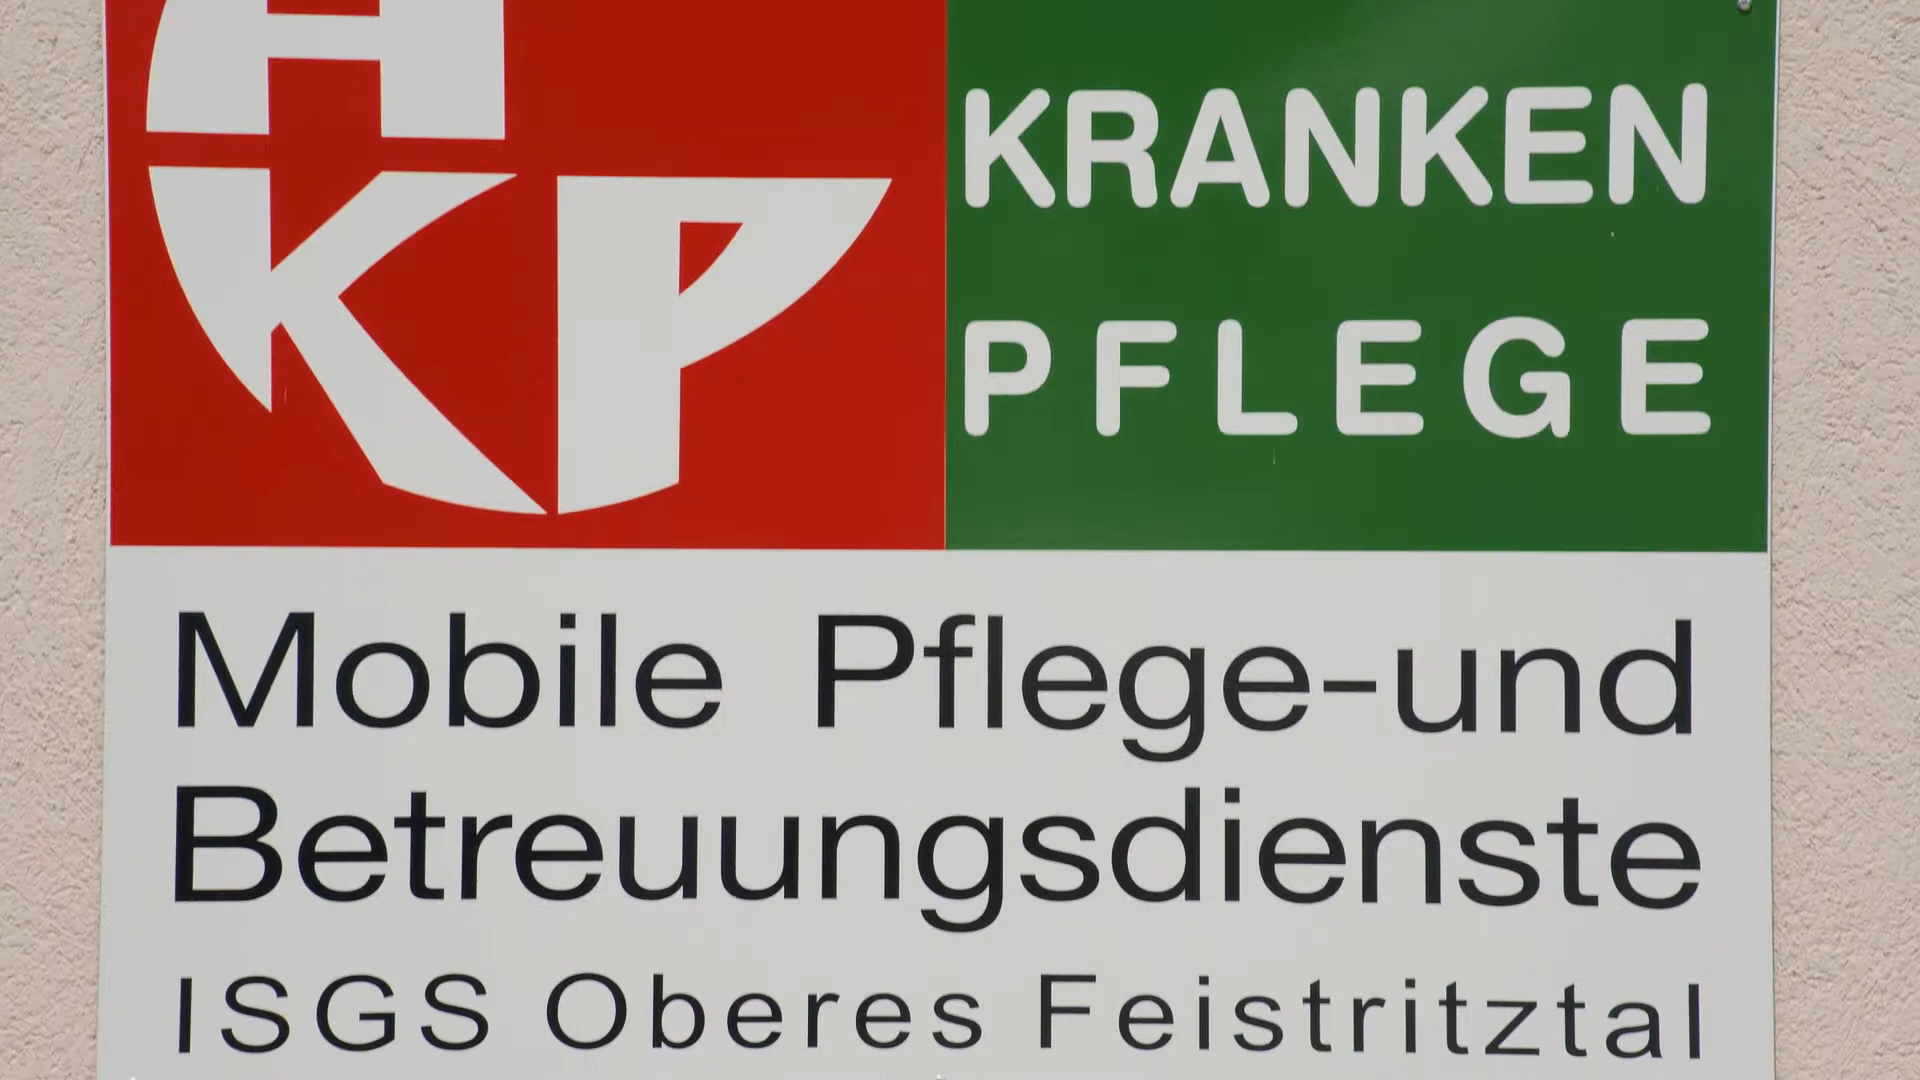 HKP
KRANKEN
PFLEGE
Mobile Pflege-und
Betreuungsdienste
ISGS Oberes Feistritztal